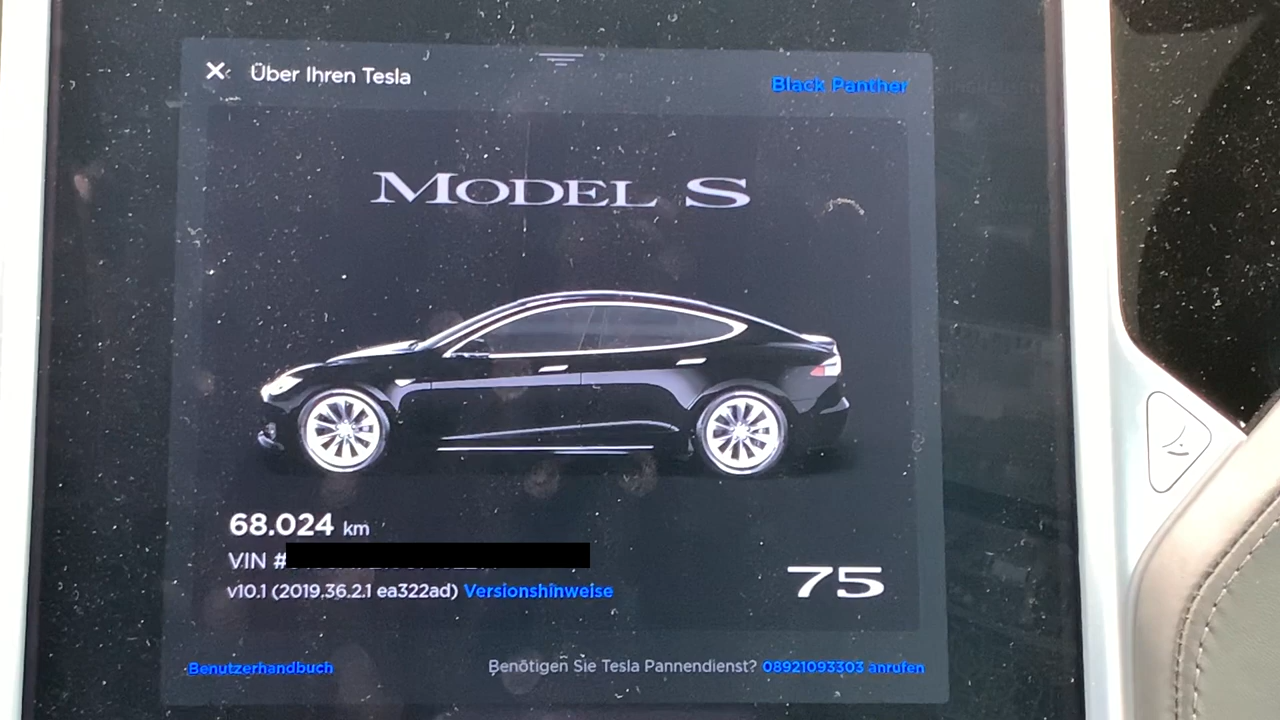 Über Ihren Tesla
Black Panther
MODEL S
68.024 km
VIN #
v10.1 (2019.36.2.1 ea322ad) Versionshinweise
75
Benutzerhandbuch
Benötigen Sie Tesla Pannendienst? 08921093303 anrufen